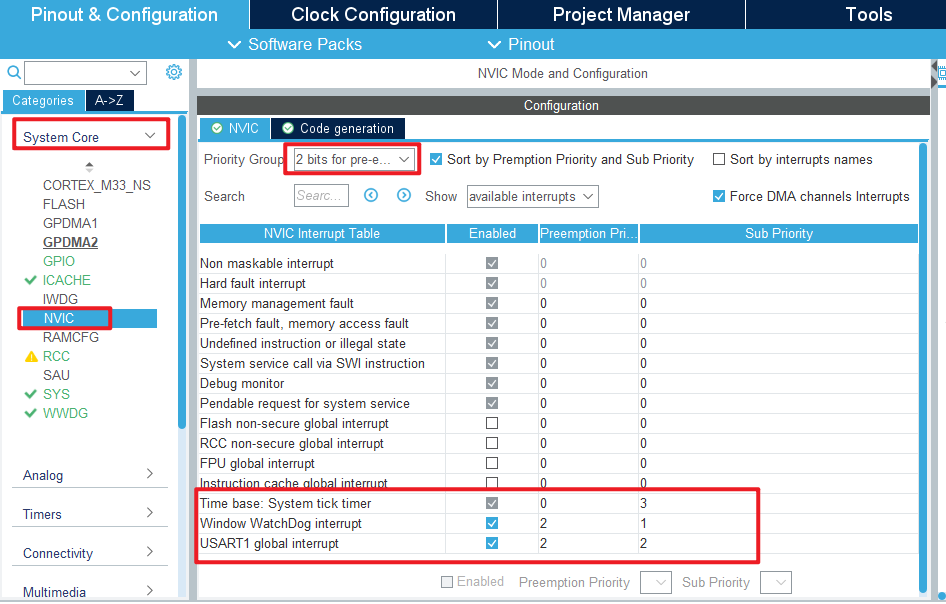 Pinout & Configuration Clock Configuration Project Manager Tools
Software Packs Pinout
NVIC Mode and Configuration
Categories A->Z
Configuration
System Core
NVIC Code generation
Priority Group 2 bits for pre-e... Sort by Premption Priority and Sub Priority Sort by interrupts names
Search Searc... Show available interrupts Force DMA channels Interrupts
CORTEX_M33_NS
FLASH
GPDMA1
GPDMA2
GPIO
ICACHE
IWDG
NVIC
RAMCFG
RCC
SAU
SYS
WWDG
Analog
Timers
Connectivity
Multimedia
NVIC Interrupt Table Enabled Preemption Pri... Sub Priority
Non maskable interrupt 0 0
Hard fault interrupt 0 0
Memory management fault 0 0
Pre-fetch fault, memory access fault 0 0
Undefined instruction or illegal state 0 0
System service call via SWI instruction 0 0
Debug monitor 0 0
Pendable request for system service 0 0
Flash non-secure global interrupt 0 0
RCC non-secure global interrupt 0 0
FPU global interrupt 0 0
Instruction cache global interrupt 0 0
Time base: System tick timer 0 3
Window WatchDog interrupt 2 1
USART1 global interrupt 2 2
Enabled Preemption Priority Sub Priority